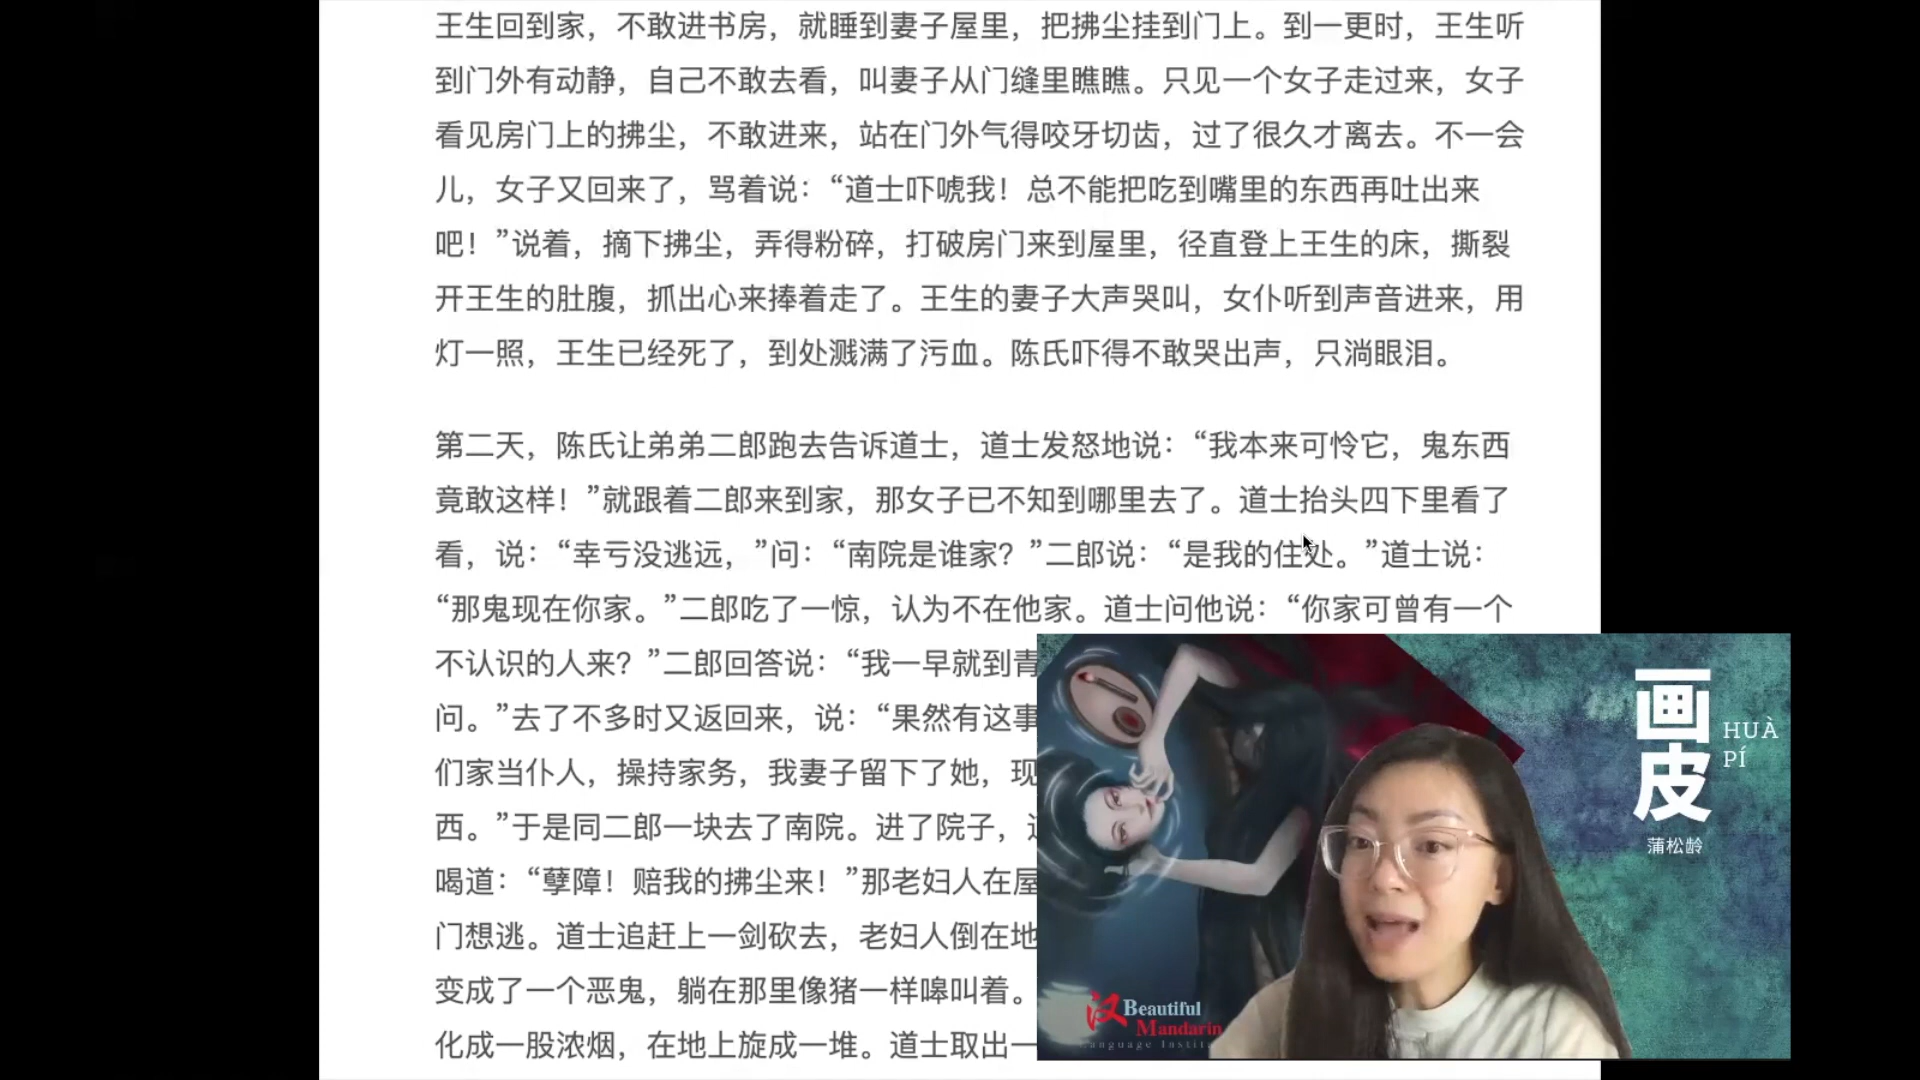 王生回到家，不敢进书房，就睡到妻子屋里，把拂尘挂到门上。到一更时，王生听
到门外有动静，自己不敢去看，叫妻子从门缝里瞧瞧。只见一个女子走过来，女子
看见房门上的拂尘，不敢进来，站在门外气得咬牙切齿，过了很久才离去。不一会
儿，女子又回来了，骂着说：“道士吓唬我！总不能把吃到嘴里的东西再吐出来
吧！”说着，摘下拂尘，弄得粉碎，打破房门来到屋里，径直登上王生的床，撕裂
开王生的肚腹，抓出心来捧着走了。王生的妻子大声哭叫，女仆听到声音进来，用
灯一照，王生已经死了，到处溅满了污血。陈氏吓得不敢哭出声，只淌眼泪。
第二天，陈氏让弟弟二郎跑去告诉道士，道士发怒地说：“我本来可怜它，鬼东西
竟敢这样！”就跟着二郎来到家，那女子已不知到哪里去了。道士抬头四下里看了
看，说：“幸亏没逃远，”问：“南院是谁家？”二郎说：“是我的住处。”道士说：
“那鬼现在你家。”二郎吃了一惊，认为不在他家。道士问他说：“你家可曾有一个
不认识的人来？”二郎回答说：“我一早就到青
问。”去了不多时又返回来，说：“果然有这事
们家当仆人，操持家务，我妻子留下了她，现
西。”于是同二郎一块去了南院。进了院子，
喝道：“孽障！赔我的拂尘来！”那老妇人在屋
门想逃。道士追赶上一剑砍去，老妇人倒在地
变成了一个恶鬼，躺在那里像猪一样嗥叫着。
化成一股浓烟，在地上旋成一堆。道士取出一
画皮
HUÀ
PÍ
蒲松龄
汉 Beautiful
Mandarin
Language Institu